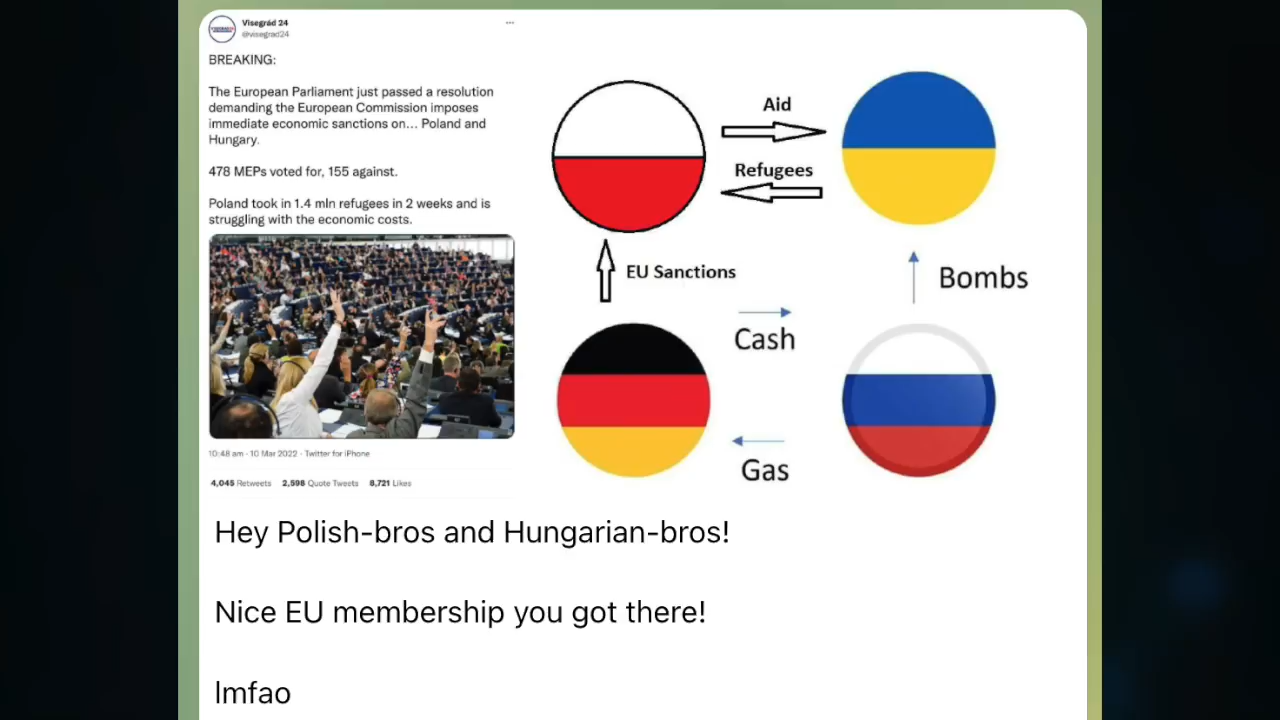 Visegrád 24
@visegrad24
BREAKING:
The European Parliament just passed a resolution
demanding the European Commission imposes
immediate economic sanctions on... Poland and
Hungary.
478 MEPs voted for, 155 against.
Poland took in 1.4 mln refugees in 2 weeks and is
struggling with the economic costs.
10:48 am · 10 Mar 2022 · Twitter for iPhone
4,045 Retweets 2,598 Quote Tweets 8,721 Likes
Aid
Refugees
EU Sanctions
Bombs
Cash
Gas
Hey Polish-bros and Hungarian-bros!
Nice EU membership you got there!
lmfao